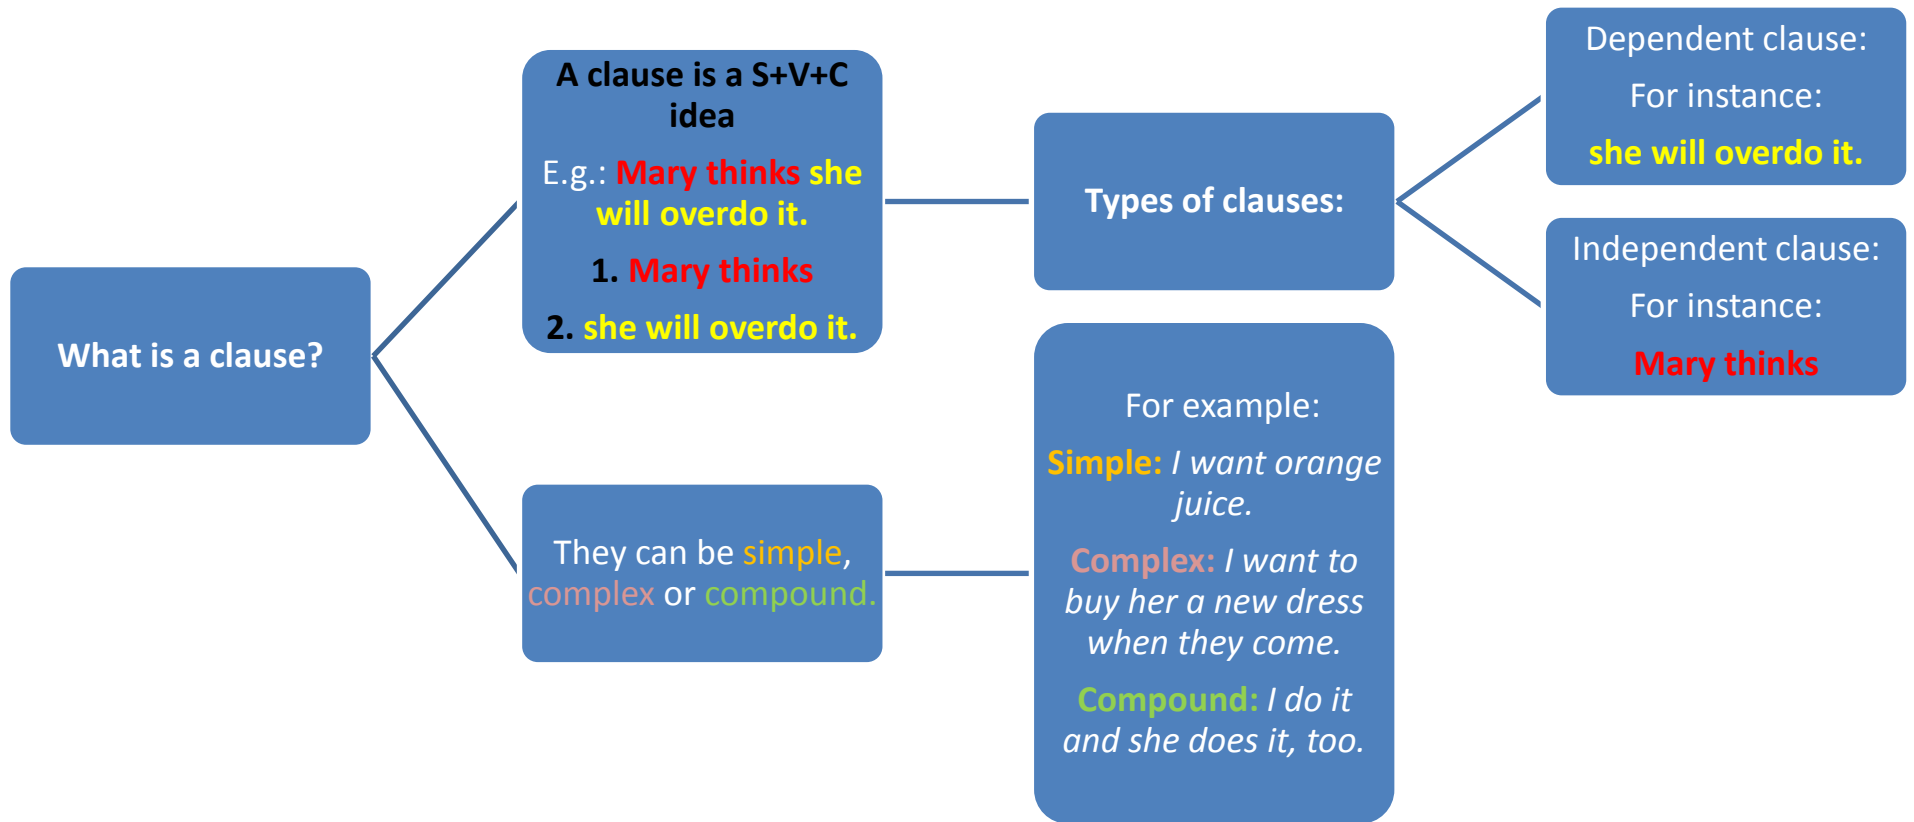 What is a clause?
A clause is a S+V+C
idea
E.g.: Mary thinks she
will overdo it.
1. Mary thinks
2. she will overdo it.
Types of clauses:
Dependent clause:
For instance:
she will overdo it.
Independent clause:
For instance:
Mary thinks
They can be simple,
complex or compound.
For example:
Simple: I want orange
juice.
Complex: I want to
buy her a new dress
when they come.
Compound: I do it
and she does it, too.